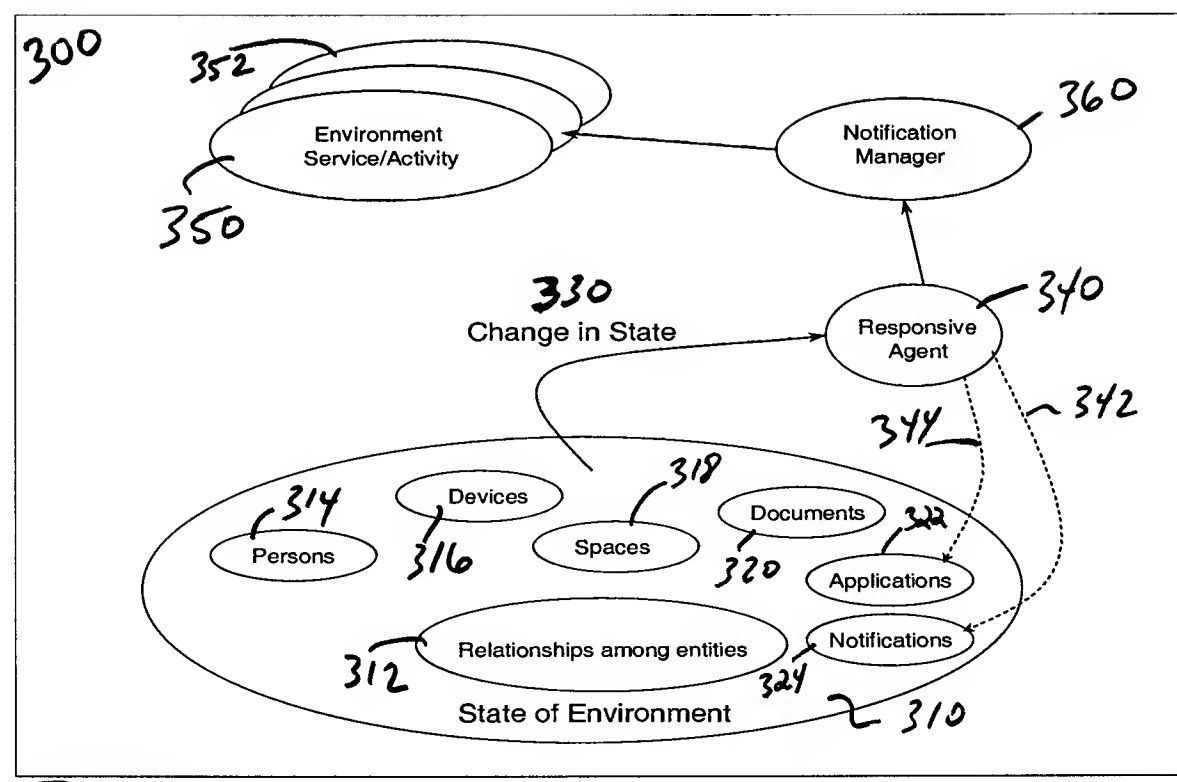 300
352
Environment
Service/Activity
350
Notification
Manager
360
330
Change in State
Responsive
Agent
340
344
342
314
Persons
Devices
316
318
Spaces
Documents
320
322
Applications
Relationships among entities
312
Notifications
324
State of Environment
310